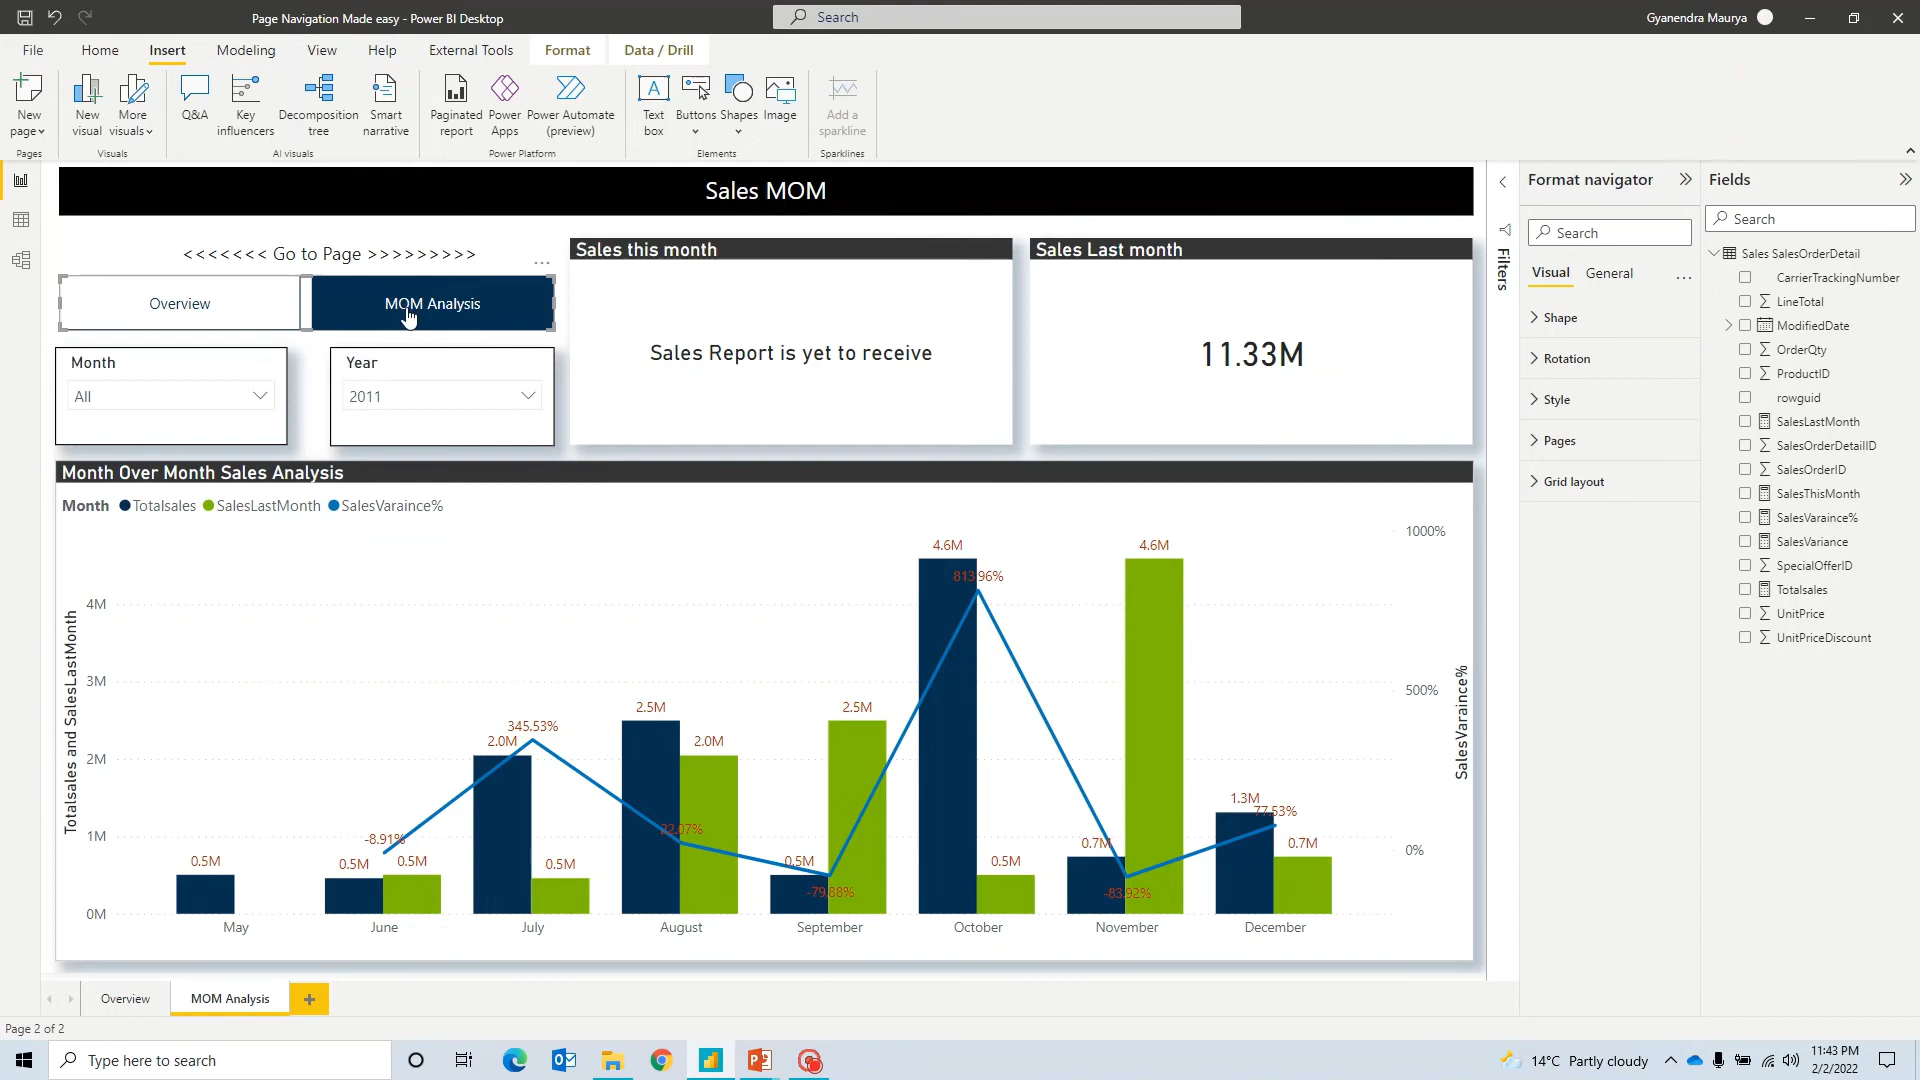 Page Navigation Made easy - Power BI Desktop
Search
Gyanendra Maurya
File Home Insert Modeling View Help External Tools Format Data / Drill
New page
New visual
More visuals
Q&A
Key influencers
Decomposition tree
Smart narrative
Paginated report
Power Apps
Power Automate (preview)
Text box
Buttons
Shapes
Image
Add a sparkline
Pages Visuals AI visuals Power Platform Elements Sparklines
Sales MOM
<<<<<<< Go to Page >>>>>>>>>
Overview
MOM Analysis
Month
All
Year
2011
Sales this month
Sales Report is yet to receive
Sales Last month
11.33M
Month Over Month Sales Analysis
Month Totalsales SalesLastMonth SalesVaraince%
Totalsales and SalesLastMonth
4M
3M
2M
1M
0M
0.5M
-8.91%
0.5M
0.5M
345.53%
2.0M
0.5M
2.5M
2.0M
22.07%
2.5M
0.5M
-79.88%
4.6M
813.96%
0.5M
4.6M
0.7M
-83.92%
1.3M
77.53%
0.7M
1000%
500%
0%
SalesVaraince%
May June July August September October November December
Filters
Format navigator
Search
Visual General
Shape
Rotation
Style
Pages
Grid layout
Fields
Search
Sales SalesOrderDetail
CarrierTrackingNumber
LineTotal
ModifiedDate
OrderQty
ProductID
rowguid
SalesLastMonth
SalesOrderDetailID
SalesOrderID
SalesThisMonth
SalesVaraince%
SalesVariance
SpecialOfferID
Totalsales
UnitPrice
UnitPriceDiscount
Overview MOM Analysis
Page 2 of 2
Type here to search
14°C Partly cloudy
11:43 PM
2/2/2022